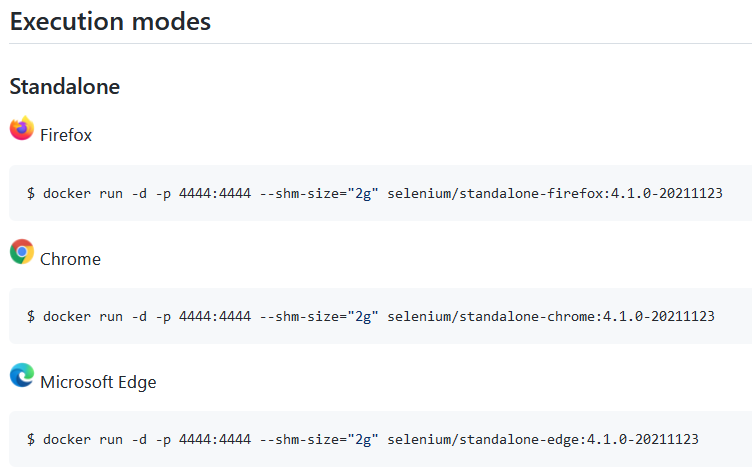 Execution modes
Standalone
Firefox
$ docker run -d -p 4444:4444 --shm-size="2g" selenium/standalone-firefox:4.1.0-20211123
Chrome
$ docker run -d -p 4444:4444 --shm-size="2g" selenium/standalone-chrome:4.1.0-20211123
Microsoft Edge
$ docker run -d -p 4444:4444 --shm-size="2g" selenium/standalone-edge:4.1.0-20211123